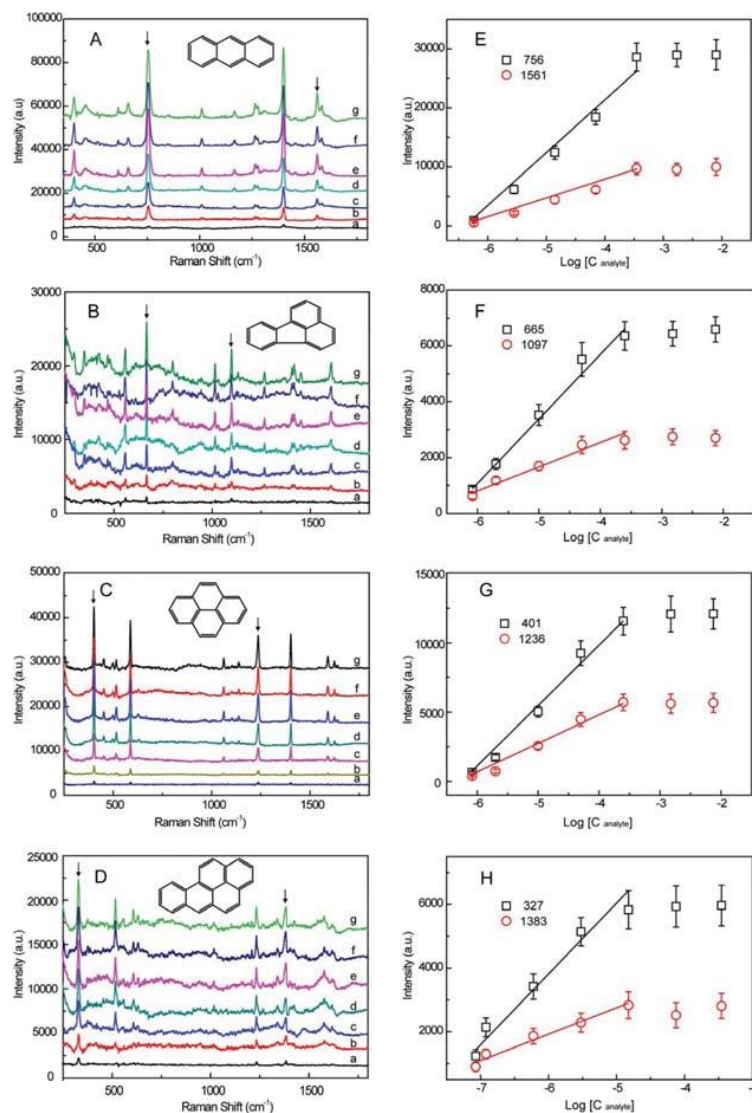 A
100000
80000
60000
40000
20000
0
Intensity (a.u)
g
f
e
d
c
b
a
500 1000 1500
Raman Shift (cm-1)
E
756
1561
30000
20000
10000
0
Intensity (a.u.)
-6 -5 -4 -3 -2
Log [C analyte]
B
30000
20000
10000
0
Intensity (a.u.)
g
f
e
d
c
b
a
500 1000 1500
Raman Shift (cm-1)
F
665
1097
8000
6000
4000
2000
0
Intensity (a.u.)
-6 -5 -4 -3 -2
Log [C analyte]
C
50000
40000
30000
20000
10000
0
Intensity (a.u.)
g
f
e
d
c
b
a
500 1000 1500
Raman Shift (cm-1)
G
401
1236
15000
10000
5000
0
Intensity (a.u.)
-6 -5 -4 -3 -2
Log [C analyte]
D
25000
20000
15000
10000
5000
0
Intensity (a.u.)
g
f
e
d
c
b
a
500 1000 1500
Raman Shift (cm-1)
H
327
1383
6000
4000
2000
Intensity (a.u.)
-7 -6 -5 -4
Log [C analyte]